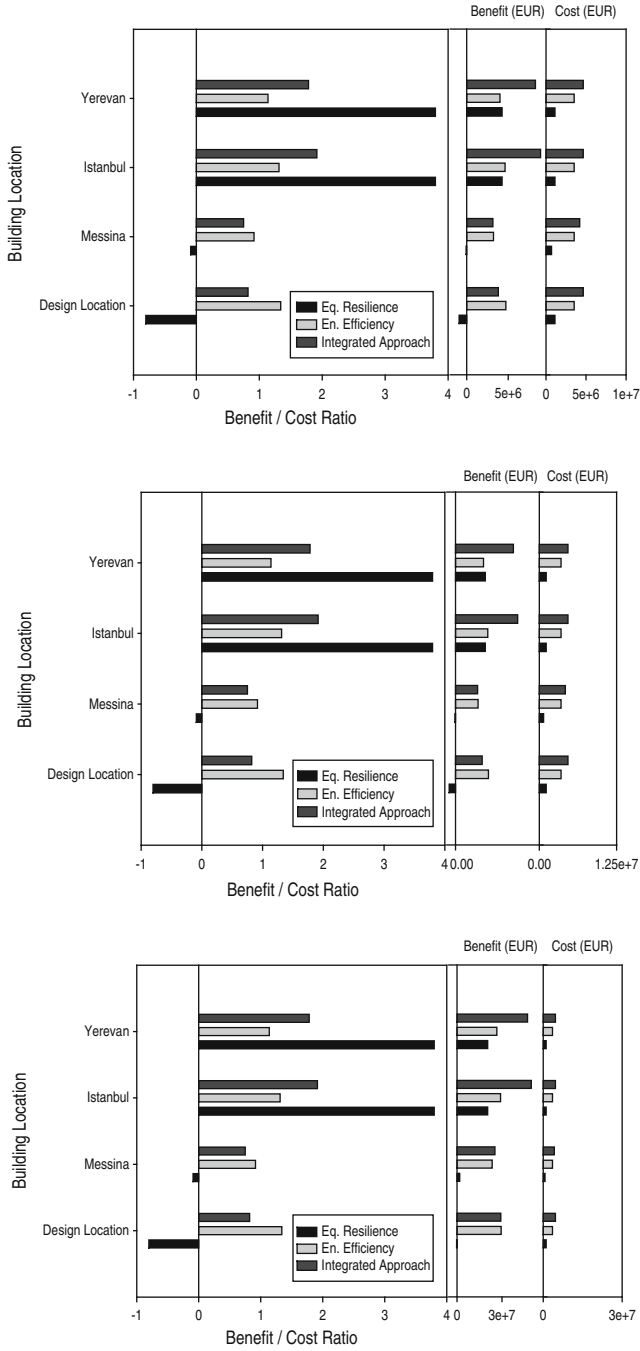 Benefit (EUR) Cost (EUR)
Building Location
Yerevan
Istanbul
Messina
Design Location
Eq. Resilience
En. Efficiency
Integrated Approach
-1 0 1 2 3 4 0 5e+6 0 5e+6 1e+7
Benefit / Cost Ratio
Benefit (EUR) Cost (EUR)
Building Location
Yerevan
Istanbul
Messina
Design Location
Eq. Resilience
En. Efficiency
Integrated Approach
-1 0 1 2 3 4 0.00 0.00 1.25e+7
Benefit / Cost Ratio
Benefit (EUR) Cost (EUR)
Building Location
Yerevan
Istanbul
Messina
Design Location
Eq. Resilience
En. Efficiency
Integrated Approach
-1 0 1 2 3 4 0 3e+7 0 3e+7
Benefit / Cost Ratio